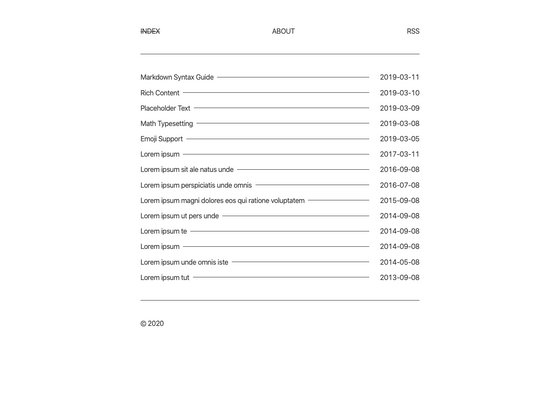 INDEX ABOUT RSS
Markdown Syntax Guide 2019-03-11
Rich Content 2019-03-10
Placeholder Text 2019-03-09
Math Typesetting 2019-03-08
Emoji Support 2019-03-05
Lorem ipsum 2017-03-11
Lorem ipsum sit ale natus unde 2016-09-08
Lorem ipsum perspiciatis unde omnis 2016-07-08
Lorem ipsum magni dolores eos qui ratione voluptatem 2015-09-08
Lorem ipsum ut pers unde 2014-09-08
Lorem ipsum te 2014-09-08
Lorem ipsum 2014-09-08
Lorem ipsum unde omnis iste 2014-05-08
Lorem ipsum tut 2013-09-08
© 2020